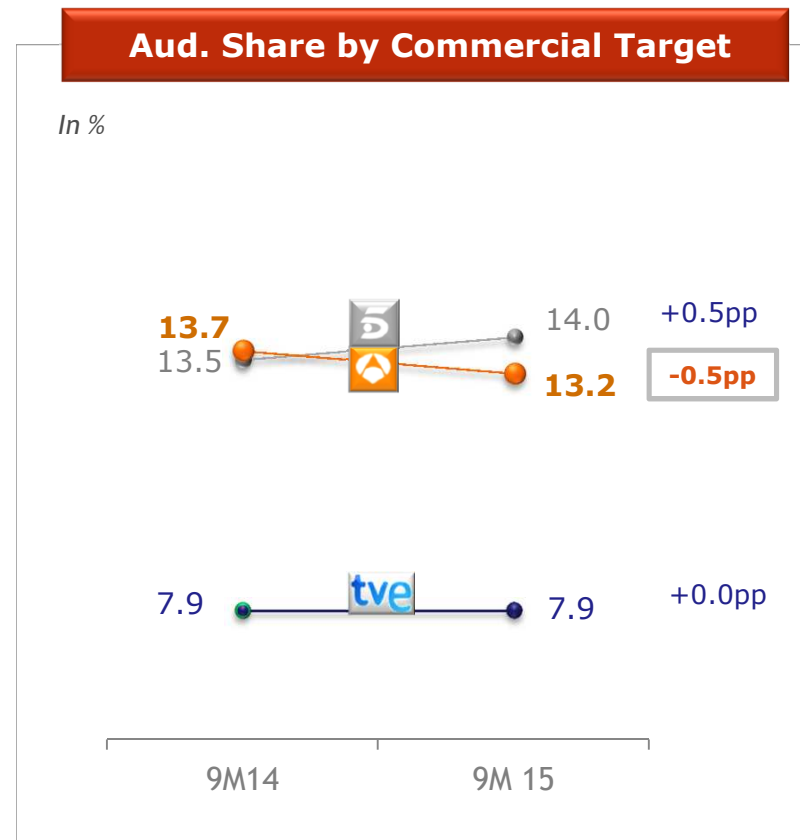 Aud. Share by Commercial Target
In %
13.7
13.5
5
14.0
+0.5pp
13.2
-0.5pp
7.9
tve
7.9
+0.0pp
9M14
9M 15